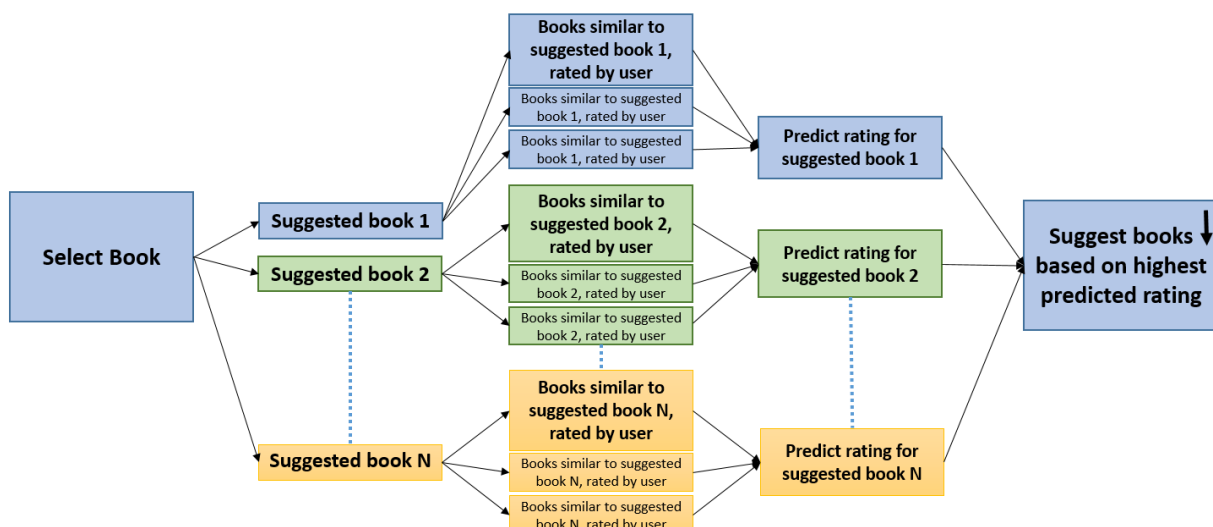 Select Book
Suggested book 1
Suggested book 2
Suggested book N
Books similar to
suggested book 1,
rated by user
Books similar to suggested
book 1, rated by user
Books similar to suggested
book 1, rated by user
Books similar to
suggested book 2,
rated by user
Books similar to suggested
book 2, rated by user
Books similar to suggested
book 2, rated by user
Books similar to
suggested book N,
rated by user
Books similar to suggested
book N, rated by user
Books similar to suggested
book N, rated by user
Predict rating for
suggested book 1
Predict rating for
suggested book 2
Predict rating for
suggested book N
Suggest books
based on highest
predicted rating